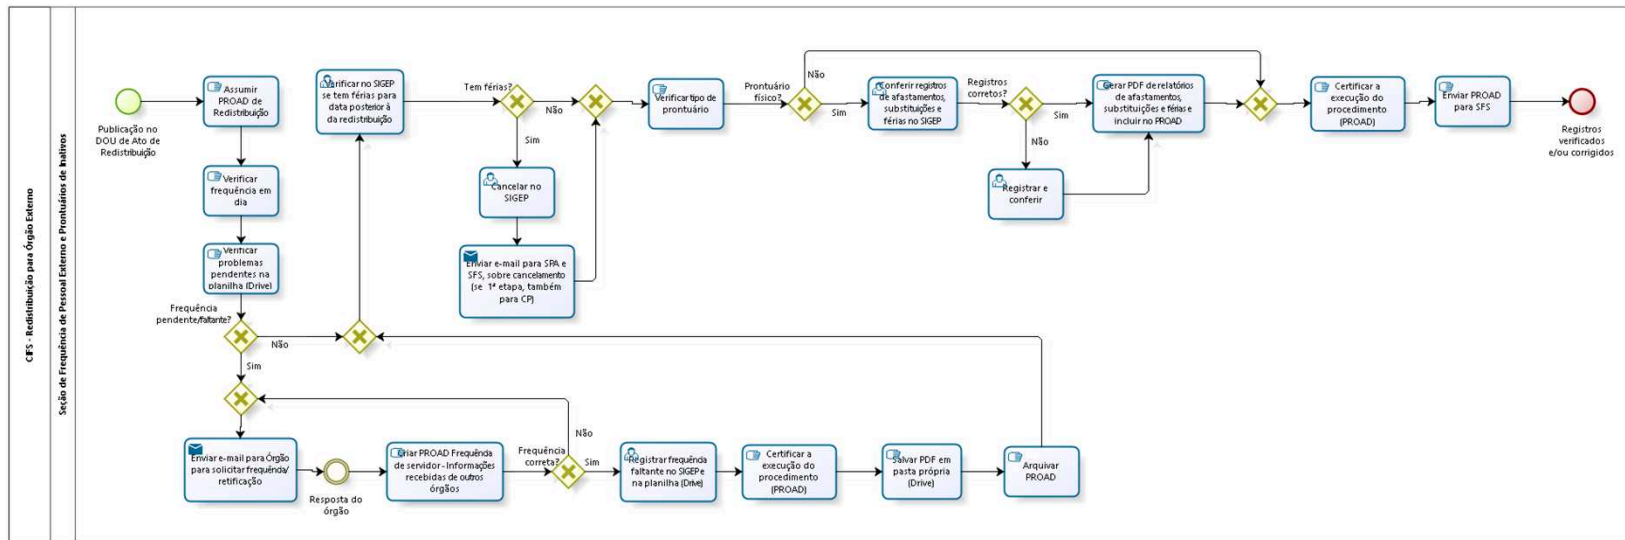 CIFS - Redistribuição para Órgão Externo
Seção de Frequência de Pessoal Externo e Prontuários de Inativos
Publicação no
DOU de Ato de
Redistribuição
Assumir
PROAD de
Redistribuição
Verificar
frequência em
dia
Verificar
problemas
pendentes na
planilha (Drive)
Frequência
pendente/faltante?
Não
Sim
Verificar no SIGEP
se tem férias para
data posterior à
da redistribuição
Tem férias?
Não
Sim
Cancelar no
SIGEP
Enviar e-mail para SPA e
SFS, sobre cancelamento
(se 1ª etapa, também
para CP)
Verificar tipo de
prontuário
Prontuário
físico?
Não
Sim
Conferir registros
de afastamentos,
substituições e
férias no SIGEP
Registros
corretos?
Sim
Não
Registrar e
conferir
Gerar PDF de relatórios
de afastamentos,
substituições e férias e
incluir no PROAD
Certificar a
execução do
procedimento
(PROAD)
Enviar PROAD
para SFS
Registros
verificados
e/ou corrigidos
Enviar e-mail para Órgão
para solicitar frequência/
retificação
Resposta do
órgão
Criar PROAD Frequência
de servidor - Informações
recebidas de outros
órgãos
Frequência
correta?
Não
Sim
Registrar frequência
faltante no SIGEP e
na planilha (Drive)
Certificar a
execução do
procedimento
(PROAD)
Salvar PDF em
pasta própria
(Drive)
Arquivar
PROAD